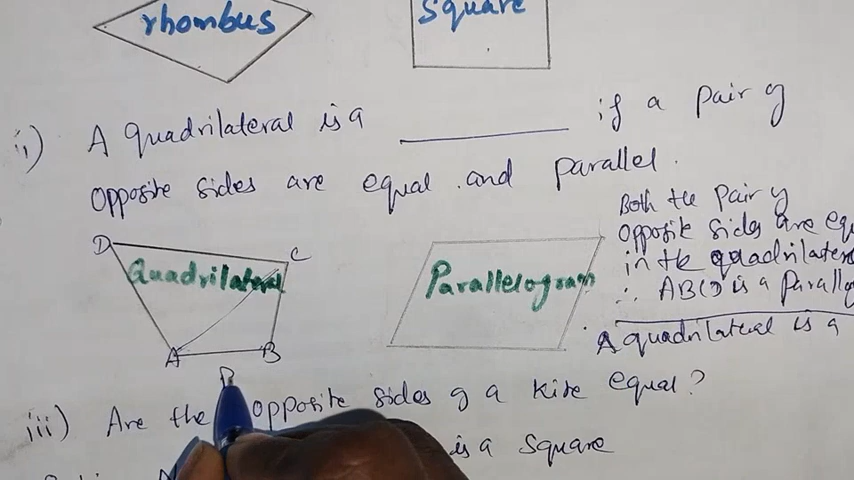 rhombus
square
ii) A quadrilateral is a ________ if a pair of
opposite sides are equal and parallel.
Both the pair of
opposite sides are equ
in the quadrilateral
∴ ABCD is a Parallelo
A quadrilateral is a
D
C
Quadrilateral
A
B
Parallelogram
iii) Are the opposite sides of a kite equal?
is a square